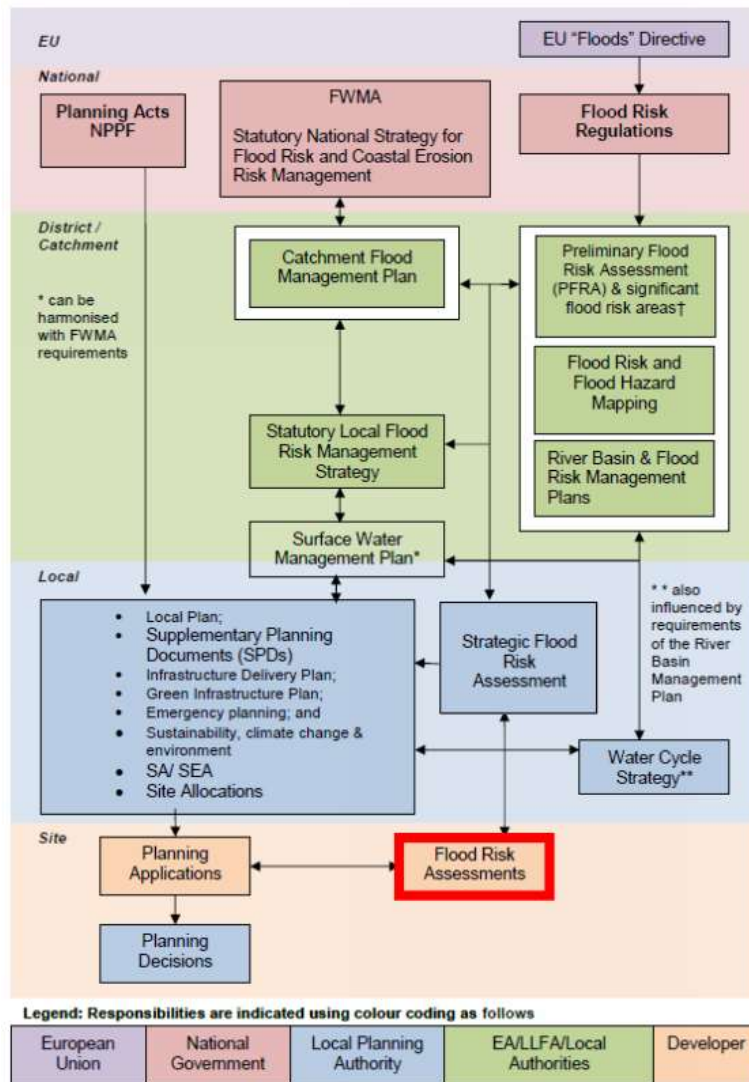 EU
EU "Floods" Directive
National
Planning Acts
NPPF
FWMA
Statutory National Strategy for
Flood Risk and Coastal Erosion
Risk Management
Flood Risk
Regulations
District /
Catchment
* can be
harmonised
with FWMA
requirements
Catchment Flood
Management Plan
Preliminary Flood
Risk Assessment
(PFRA) & significant
flood risk areas†
Flood Risk and
Flood Hazard
Mapping
Statutory Local Flood
Risk Management
Strategy
River Basin & Flood
Risk Management
Plans
Surface Water
Management Plan*
Local
• Local Plan;
• Supplementary Planning
Documents (SPDs)
• Infrastructure Delivery Plan;
• Green Infrastructure Plan;
• Emergency planning; and
• Sustainability, climate change &
environment
• SA/ SEA
• Site Allocations
Strategic Flood
Risk
Assessment
* * also
influenced by
requirements
of the River
Basin
Management
Plan
Water Cycle
Strategy**
Site
Planning
Applications
Flood Risk
Assessments
Planning
Decisions
Legend: Responsibilities are indicated using colour coding as follows
European
Union
National
Government
Local Planning
Authority
EA/LLFA/Local
Authorities
Developer